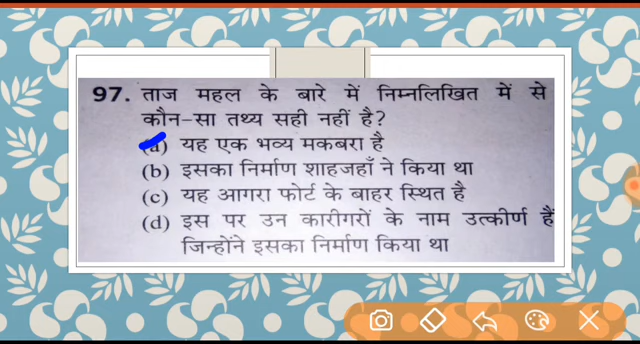 97. ताज महल के बारे में निम्नलिखित में से
कौन-सा तथ्य सही नहीं है?
(a) यह एक भव्य मकबरा है
(b) इसका निर्माण शाहजहाँ ने किया था
(c) यह आगरा फोर्ट के बाहर स्थित है
(d) इस पर उन कारीगरों के नाम उत्कीर्ण हैं
जिन्होंने इसका निर्माण किया था